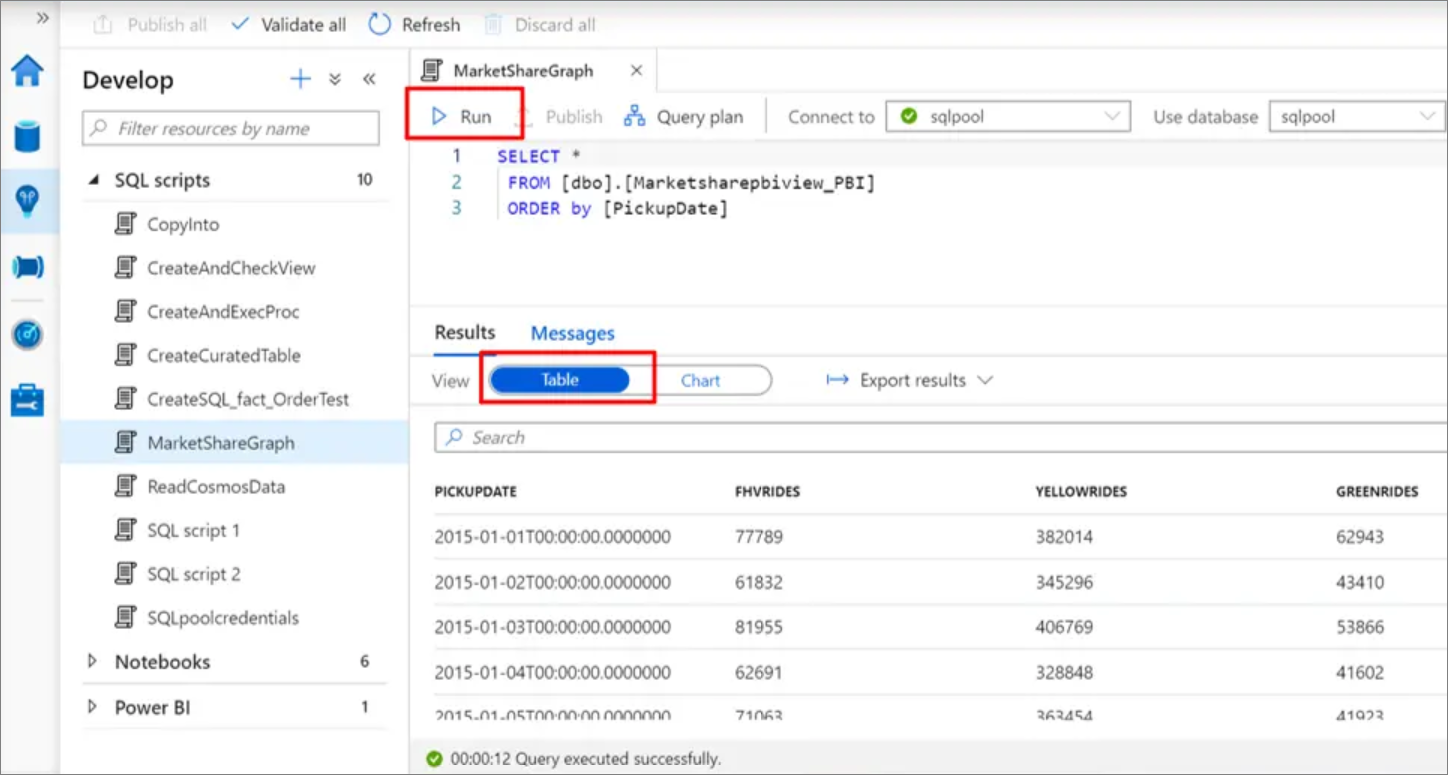 Publish all Validate all Refresh Discard all
Develop
Filter resources by name
SQL scripts 10
CopyInto
CreateAndCheckView
CreateAndExecProc
CreateCuratedTable
CreateSQL_fact_OrderTest
MarketShareGraph
ReadCosmosData
SQL script 1
SQL script 2
SQLpoolcredentials
Notebooks 6
Power BI 1
MarketShareGraph
Run Publish Query plan Connect to sqlpool Use database sqlpool
1 SELECT *
2 FROM [dbo].[Marketsharepbiview_PBI]
3 ORDER by [PickupDate]
Results Messages
View Table Chart Export results
Search
PICKUPDATE FHVRIDES YELLOWRIDES GREENRIDES
2015-01-01T00:00:00.0000000 77789 382014 62943
2015-01-02T00:00:00.0000000 61832 345296 43410
2015-01-03T00:00:00.0000000 81955 406769 53866
2015-01-04T00:00:00.0000000 62691 328848 41602
2015-01-05T00:00:00.0000000 71063 363454 41923
00:00:12 Query executed successfully.